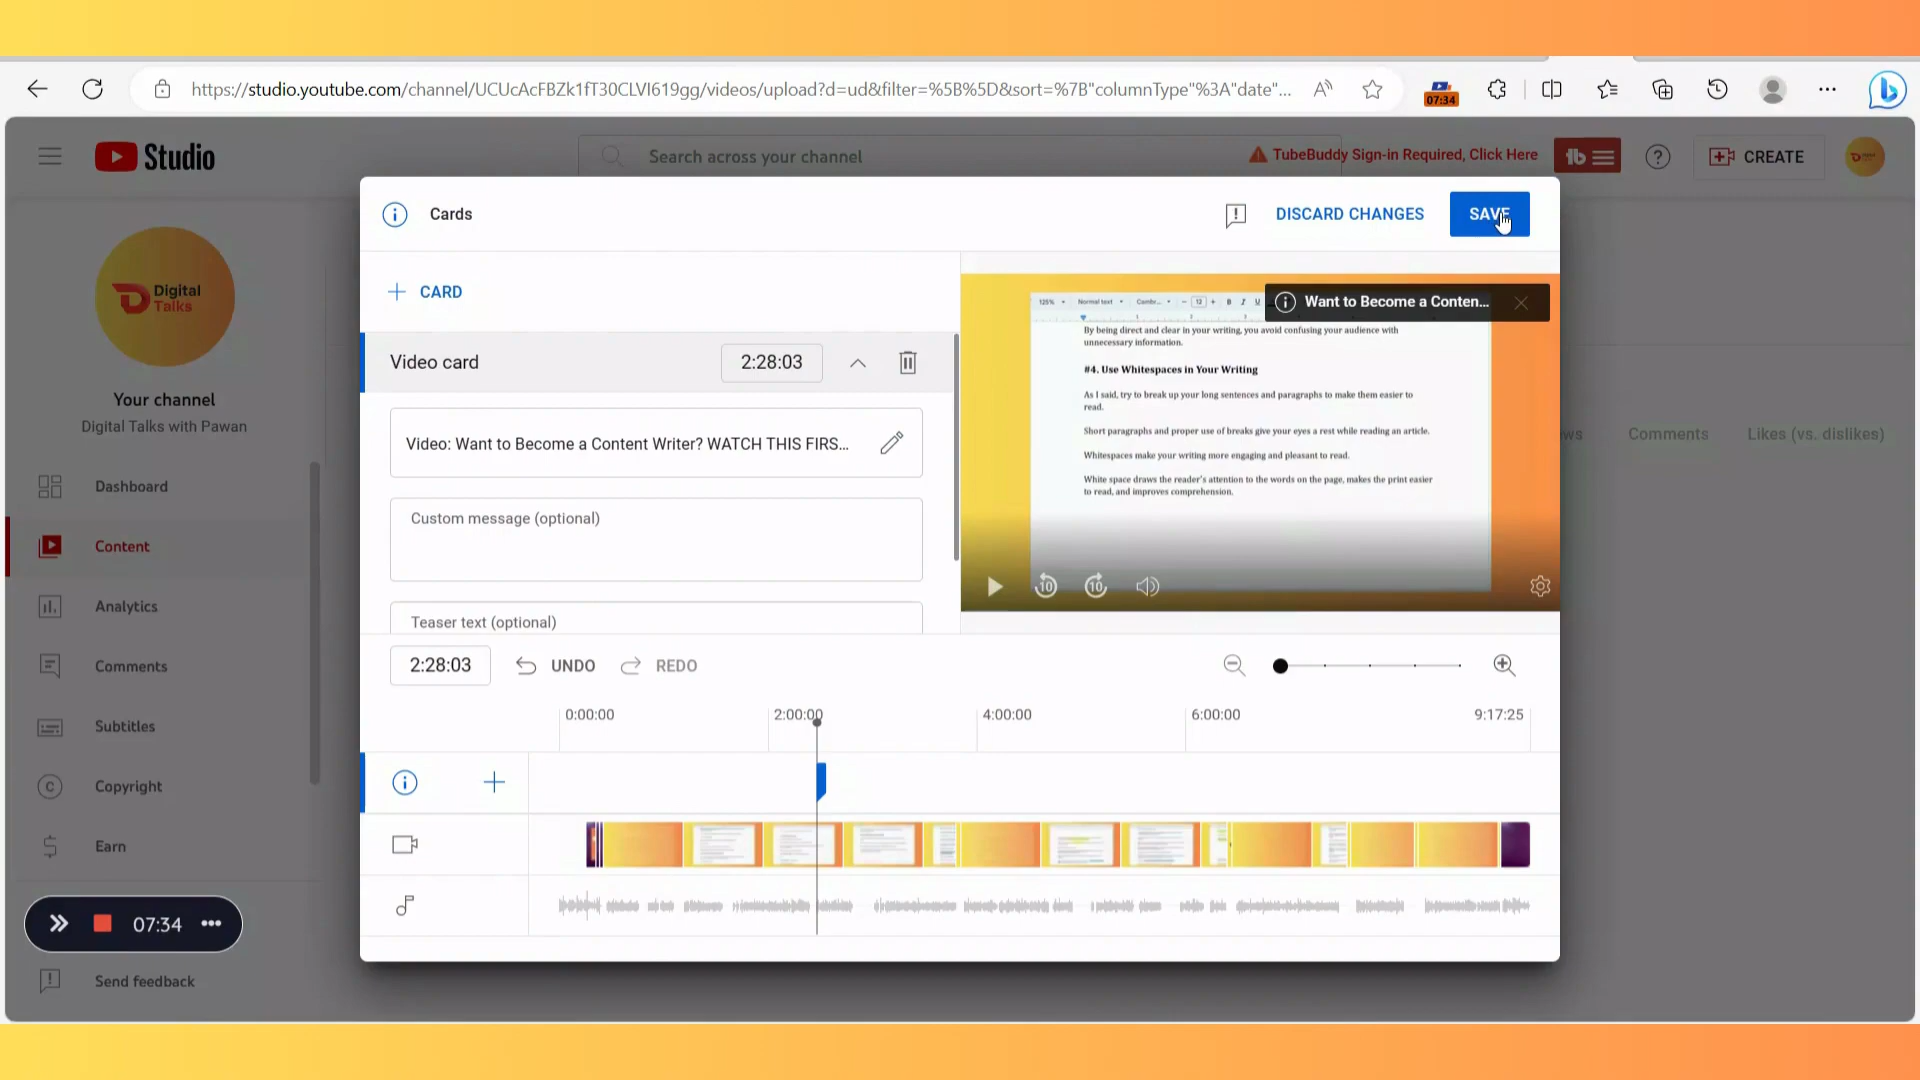 https://studio.youtube.com/channel/UCUcAcFBZk1fT30CLVI619gg/videos/upload?d=ud&filter=%5B%5D&sort=%7B"columnType"%3A"date"...
07:34
Studio
Search across your channel
TubeBuddy Sign-in Required, Click Here
CREATE
Cards
DISCARD CHANGES
SAVE
CARD
Video card
2:28:03
Video: Want to Become a Content Writer? WATCH THIS FIRS...
Custom message (optional)
Teaser text (optional)
125%
Normal text
Cambr...
12
B
I
U
Want to Become a Conten...
By being direct and clear in your writing, you avoid confusing your audience with
unnecessary information.
#4. Use Whitespaces in Your Writing
As I said, try to break up your long sentences and paragraphs to make them easier to
read.
Short paragraphs and proper use of breaks give your eyes a rest while reading an article.
Whitespaces make your writing more engaging and pleasant to read.
White space draws the reader's attention to the words on the page, makes the print easier
to read, and improves comprehension.
10
10
2:28:03
UNDO
REDO
0:00:00
2:00:00
4:00:00
6:00:00
9:17:25
Digital
Talks
Your channel
Digital Talks with Pawan
Dashboard
Content
Analytics
Comments
Subtitles
Copyright
Earn
07:34
Send feedback
Comments
Likes (vs. dislikes)